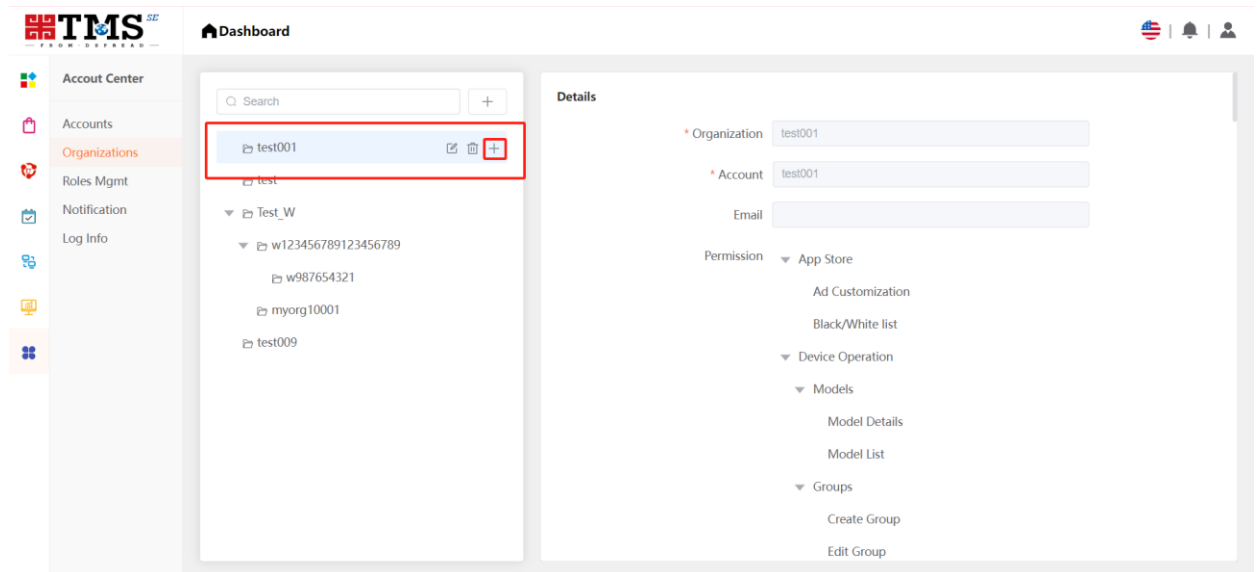 TMS SE
FROM·DSPREAD
Dashboard
Accout Center
Accounts
Organizations
Roles Mgmt
Notification
Log Info
Search
test001
test
Test_W
w123456789123456789
w987654321
myorg10001
test009
Details
* Organization test001
* Account test001
Email
Permission App Store
Ad Customization
Black/White list
Device Operation
Models
Model Details
Model List
Groups
Create Group
Edit Group